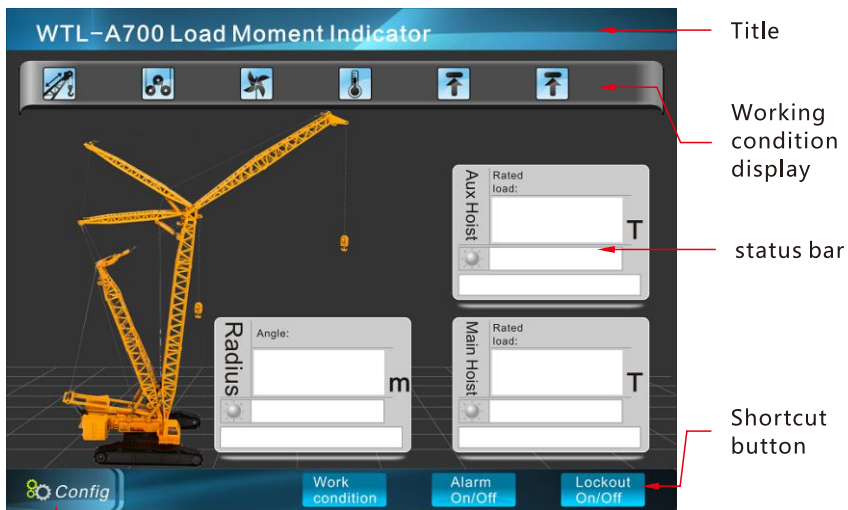 WTL-A700 Load Moment Indicator
Title
Working
condition
display
Aux Hoist
Rated
load:
T
status bar
Radius
Angle:
m
Main Hoist
Rated
load:
T
Shortcut
button
Config
Work
condition
Alarm
On/Off
Lockout
On/Off